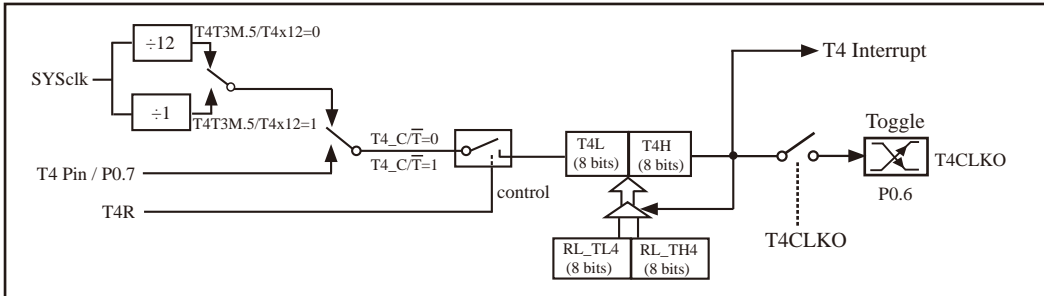 ÷12
T4T3M.5/T4x12=0
SYSclk
÷1
T4T3M.5/T4x12=1
T4_C/T̅=0
T4_C/T̅=1
T4 Pin / P0.7
T4R
control
T4L
(8 bits)
T4H
(8 bits)
T4 Interrupt
Toggle
T4CLKO
P0.6
T4CLKO
RL_TL4
(8 bits)
RL_TH4
(8 bits)